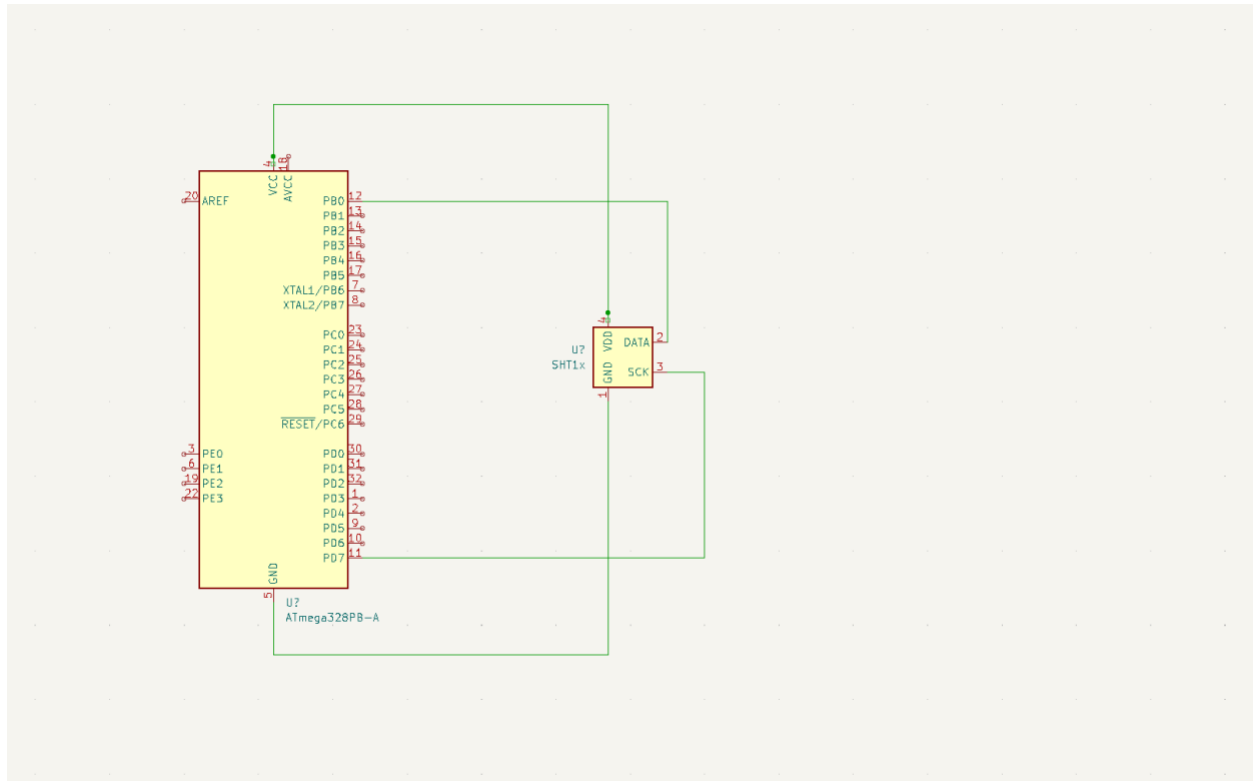 4
18
VCC
AVCC
20 AREF
PB0 12
PB1 13
PB2 14
PB3 15
PB4 16
PB5 17
XTAL1/PB6 7
XTAL2/PB7 8
PC0 23
PC1 24
PC2 25
PC3 26
PC4 27
PC5 28
RESET/PC6 29
3 PE0
6 PE1
19 PE2
22 PE3
PD0 30
PD1 31
PD2 32
PD3 1
PD4 2
PD5 9
PD6 10
PD7 11
GND
5
U?
ATmega328PB-A
U?
SHT1x
4
VDD
DATA 2
SCK 3
GND
1